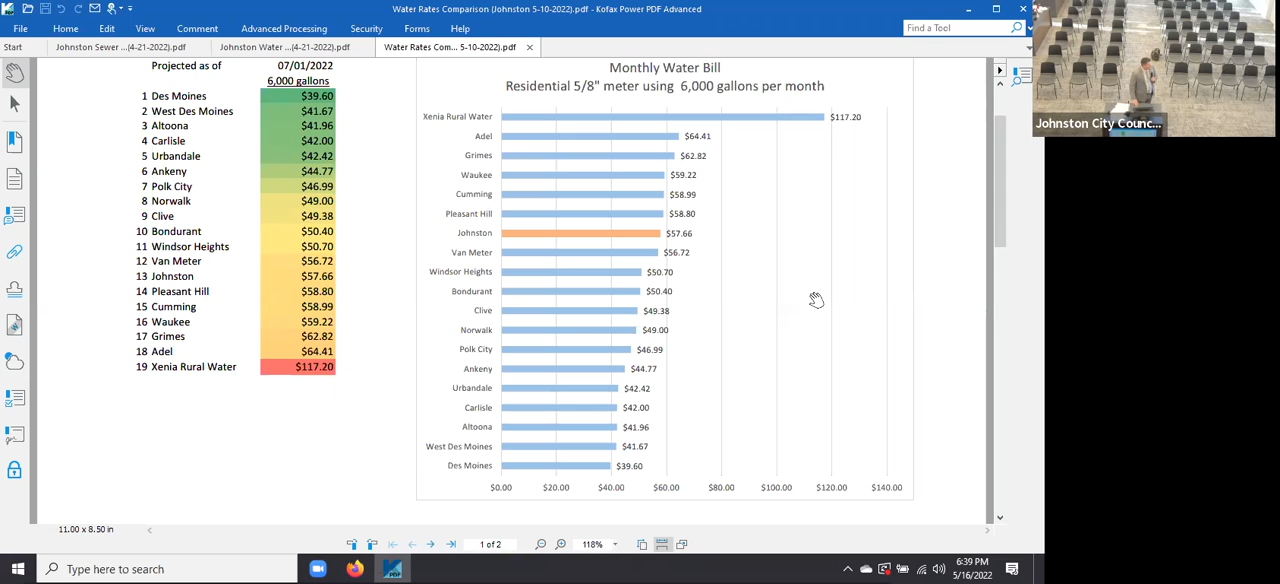 Water Rates Comparison (Johnston 5-10-2022).pdf - Kofax Power PDF Advanced
File Home Edit View Comment Advanced Processing Security Forms Help
Find a Tool
Start Johnston Sewer ...(4-21-2022).pdf Johnston Water ...(4-21-2022).pdf Water Rates Com... 5-10-2022).pdf
Projected as of 07/01/2022
6,000 gallons
1 Des Moines $39.60
2 West Des Moines $41.67
3 Altoona $41.96
4 Carlisle $42.00
5 Urbandale $42.42
6 Ankeny $44.77
7 Polk City $46.99
8 Norwalk $49.00
9 Clive $49.38
10 Bondurant $50.40
11 Windsor Heights $50.70
12 Van Meter $56.72
13 Johnston $57.66
14 Pleasant Hill $58.80
15 Cumming $58.99
16 Waukee $59.22
17 Grimes $62.82
18 Adel $64.41
19 Xenia Rural Water $117.20
Monthly Water Bill
Residential 5/8" meter using 6,000 gallons per month
Xenia Rural Water $117.20
Adel $64.41
Grimes $62.82
Waukee $59.22
Cumming $58.99
Pleasant Hill $58.80
Johnston $57.66
Van Meter $56.72
Windsor Heights $50.70
Bondurant $50.40
Clive $49.38
Norwalk $49.00
Polk City $46.99
Ankeny $44.77
Urbandale $42.42
Carlisle $42.00
Altoona $41.96
West Des Moines $41.67
Des Moines $39.60
$0.00 $20.00 $40.00 $60.00 $80.00 $100.00 $120.00 $140.00
Johnston City Counc...
11.00 x 8.50 in
1 of 2 118%
Type here to search
PDF
6:39 PM
5/16/2022